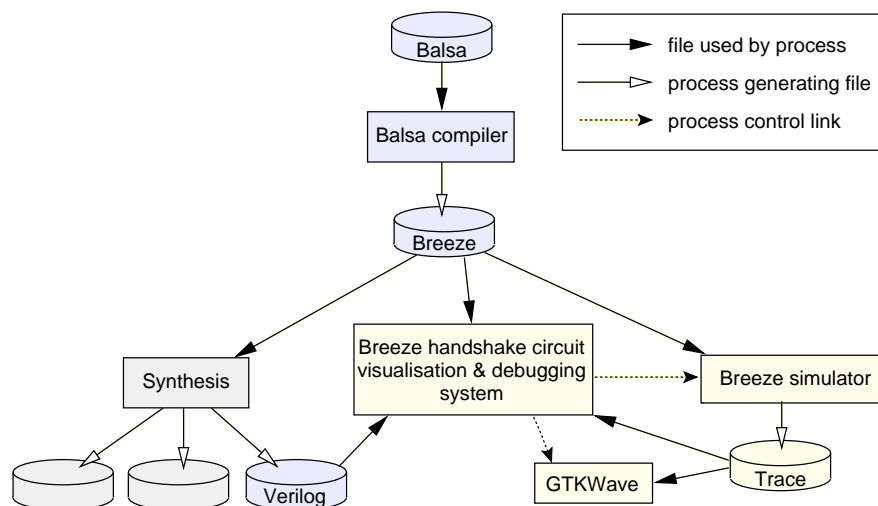 Balsa
file used by process
process generating file
process control link
Balsa compiler
Breeze
Synthesis
Breeze handshake circuit
visualisation & debugging
system
Breeze simulator
Verilog
GTKWave
Trace